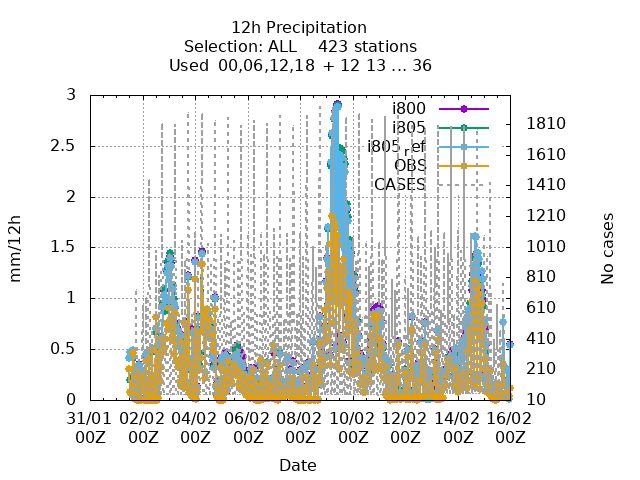 12h Precipitation
Selection: ALL    423 stations
Used  00,06,12,18  + 12 13 ... 36
3
2.5
2
1.5
1
0.5
0
mm/12h
i800
i805
i805_ref
OBS
CASES
1810
1610
1410
1210
1010
810
610
410
210
10
No cases
31/01 02/02 04/02 06/02 08/02 10/02 12/02 14/02 16/02
00Z 00Z 00Z 00Z 00Z 00Z 00Z 00Z 00Z
Date